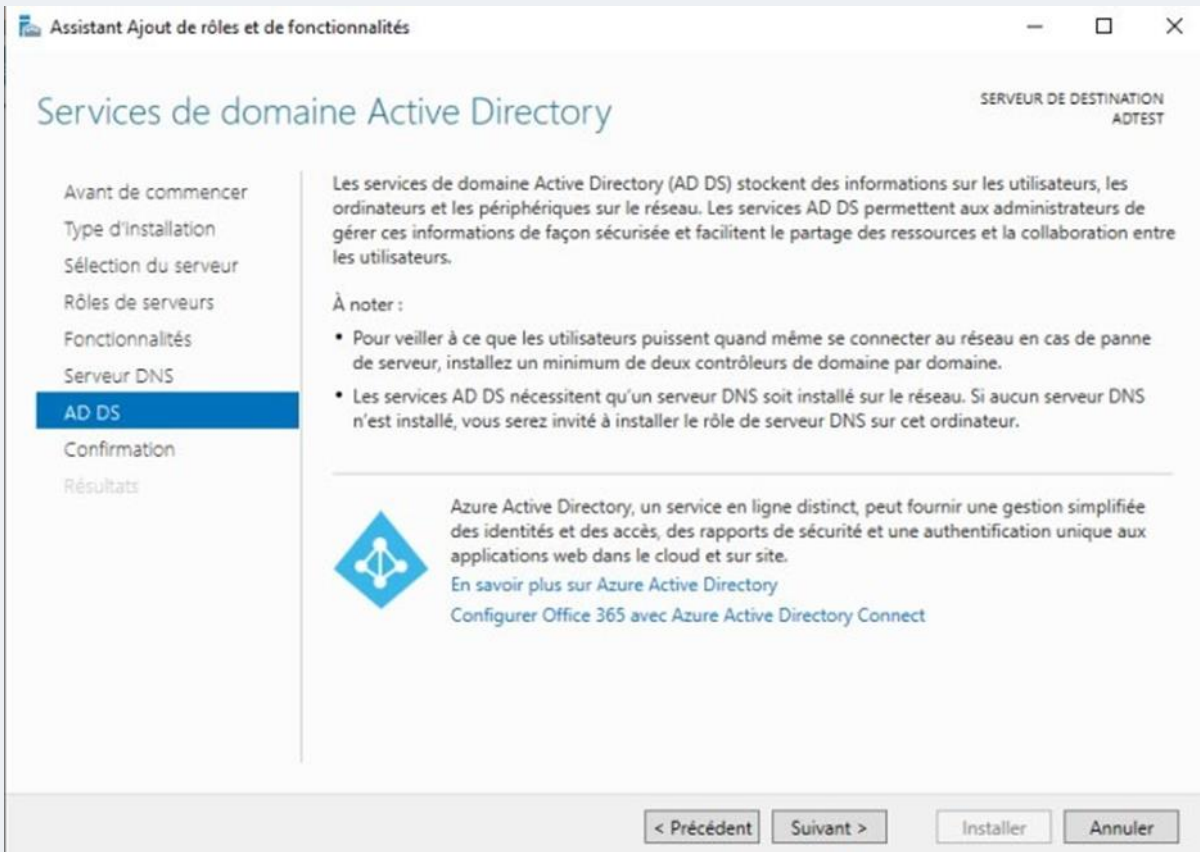 Assistant Ajout de rôles et de fonctionnalités
Services de domaine Active Directory
SERVEUR DE DESTINATION
ADTEST
Avant de commencer
Type d'installation
Sélection du serveur
Rôles de serveurs
Fonctionnalités
Serveur DNS
AD DS
Confirmation
Résultats
Les services de domaine Active Directory (AD DS) stockent des informations sur les utilisateurs, les
ordinateurs et les périphériques sur le réseau. Les services AD DS permettent aux administrateurs de
gérer ces informations de façon sécurisée et facilitent le partage des ressources et la collaboration entre
les utilisateurs.
À noter :
• Pour veiller à ce que les utilisateurs puissent quand même se connecter au réseau en cas de panne
de serveur, installez un minimum de deux contrôleurs de domaine par domaine.
• Les services AD DS nécessitent qu'un serveur DNS soit installé sur le réseau. Si aucun serveur DNS
n'est installé, vous serez invité à installer le rôle de serveur DNS sur cet ordinateur.
Azure Active Directory, un service en ligne distinct, peut fournir une gestion simplifiée
des identités et des accès, des rapports de sécurité et une authentification unique aux
applications web dans le cloud et sur site.
En savoir plus sur Azure Active Directory
Configurer Office 365 avec Azure Active Directory Connect
< Précédent
Suivant >
Installer
Annuler